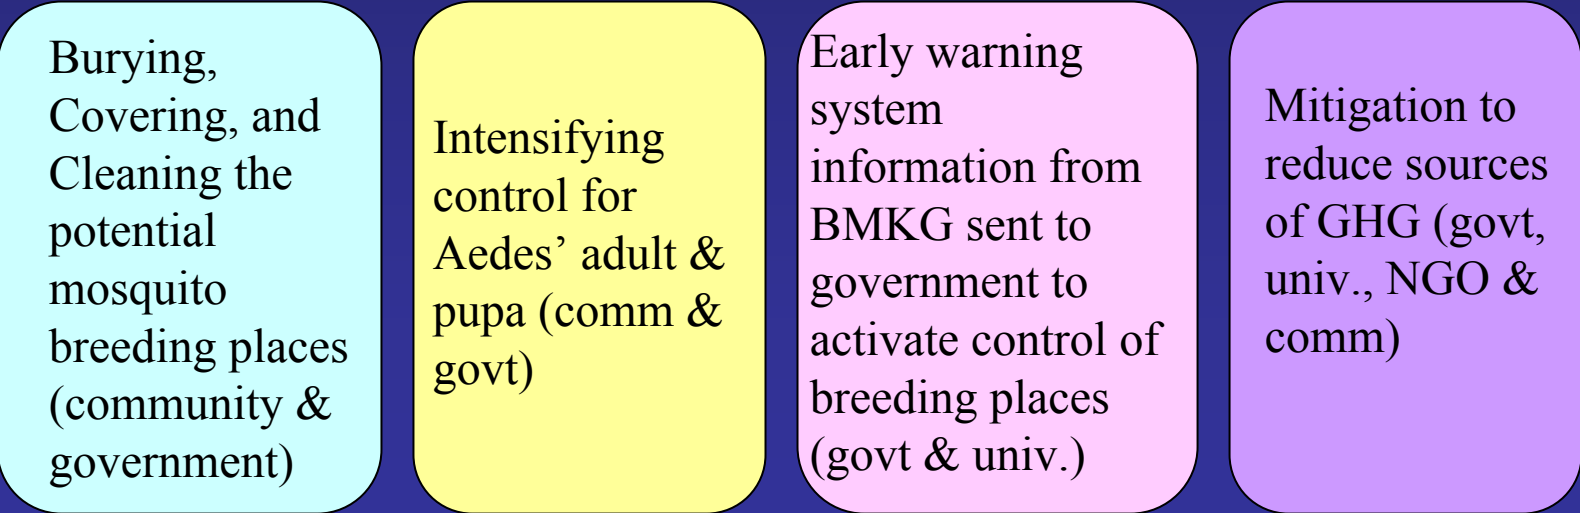 Burying,
Covering, and
Cleaning the
potential
mosquito
breeding places
(community &
government)
Intensifying
control for
Aedes’ adult &
pupa (comm &
govt)
Early warning
system
information from
BMKG sent to
government to
activate control of
breeding places
(govt & univ.)
Mitigation to
reduce sources
of GHG (govt,
univ., NGO &
comm)